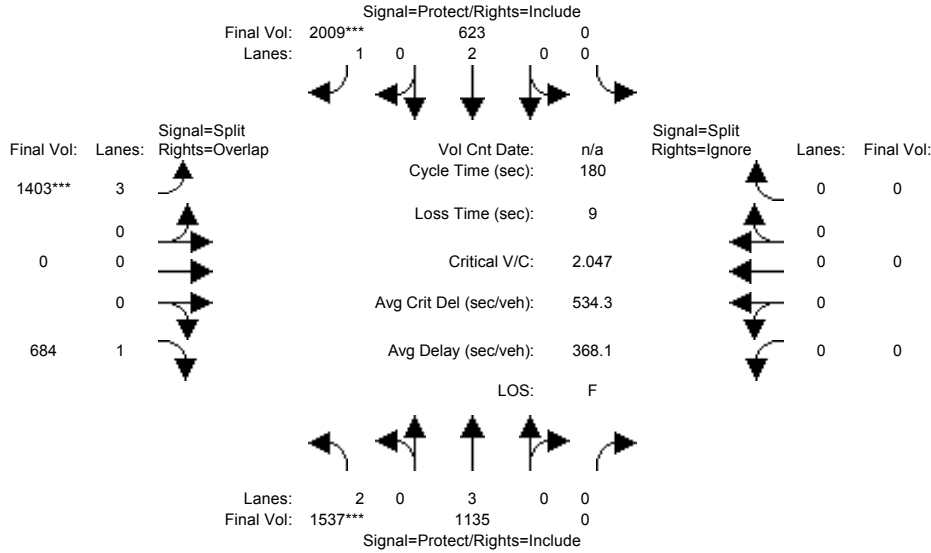 Signal=Protect/Rights=Include
Final Vol: 2009*** 623 0
Lanes: 1 0 2 0 0
Signal=Split Signal=Split
Final Vol: Lanes: Rights=Overlap Vol Cnt Date: n/a Rights=Ignore Lanes: Final Vol:
Cycle Time (sec): 180
1403*** 3 0 0
Loss Time (sec): 9
0 0
0 0 Critical V/C: 2.047 0 0
0 Avg Crit Del (sec/veh): 534.3 0
684 1 Avg Delay (sec/veh): 368.1 0 0
LOS: F
Lanes: 2 0 3 0 0
Final Vol: 1537*** 1135 0
Signal=Protect/Rights=Include